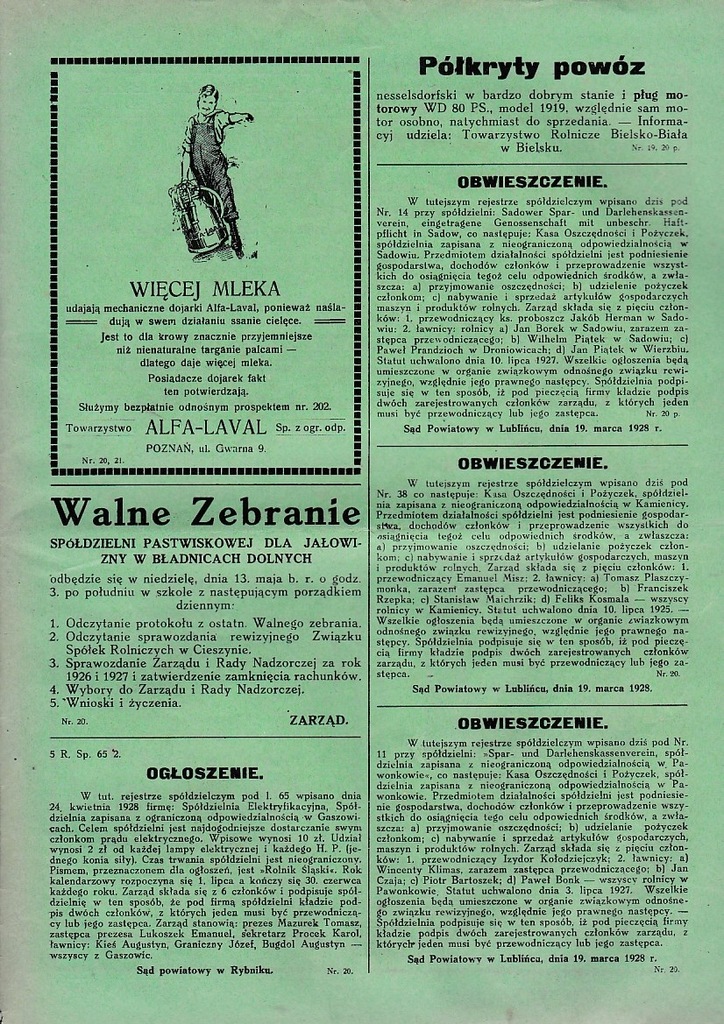 WIĘCEJ MLEKA
udajają mechaniczne dojarki Alfa-Laval, ponieważ naśla-
dują w swem działaniu ssanie cielęce.
Jest to dla krowy znacznie przyjemniejsze
niż nienaturalne targanie palcami —
dlatego daje więcej mleka.
Posiadacze dojarek fakt
ten potwierdzają.
Służymy bezpłatnie odnośnym prospektem nr. 202.
Towarzystwo ALFA-LAVAL Sp. z ogr. odp.
POZNAŃ, ul. Gwarna 9.
Nr. 20, 21.
Walne Zebranie
SPÓŁDZIELNI PASTWISKOWEJ DLA JAŁOWI-
ZNY W BŁADNICACH DOLNYCH
odbędzie się w niedzielę, dnia 13. maja b. r. o godz.
3. po południu w szkole z następującym porządkiem
dziennym:
1. Odczytanie protokołu z ostatn. Walnego zebrania.
2. Odczytanie sprawozdania rewizyjnego Związku
Spółek Rolniczych w Cieszynie.
3. Sprawozdanie Zarządu i Rady Nadzorczej za rok
1926 i 1927 i zatwierdzenie zamknięcia rachunków.
4. Wybory do Zarządu i Rady Nadzorczej.
5. Wnioski i życzenia.
Nr. 20. ZARZĄD.
5 R. Sp. 65 2.
OGŁOSZENIE.
W tut. rejestrze spółdzielczym pod l. 65 wpisano dnia
24. kwietnia 1928 firmę: Spółdzielnia Elektryfikacyjna, Spół-
dzielnia zapisana z ograniczoną odpowiedzialnością w Gaszowi-
cach. Celem spółdzielni jest najdogodniejsze dostarczanie swym
członkom prądu elektrycznego. Wpisowe wynosi 10 zł. Udział
wynosi 2 zł od każdej lampy elektrycznej i każdego H. P. (je-
dnego konia siły). Czas trwania spółdzielni jest nieograniczony.
Pismem, przeznaczonem dla ogłoszeń, jest »Rolnik Śląski«. Rok
kalendarzowy rozpoczyna się 1. lipca a kończy się 30. czerwca
każdego roku. Zarząd składa się z 6 członków i podpisuje spół-
dzielnię w ten sposób, że pod firmą spółdzielni kładzie pod-
pis dwóch członków, z których jeden musi być przewodniczą-
cy lub jego zastępca. Zarząd stanowią: prezes Mazurek Tomasz,
zastępca prezesa Lukoszek Emanuel, sekretarz Procek Karol,
ławnicy: Kieś Augustyn, Graniczny Józef, Bugdol Augustyn —
wszyscy z Gaszowic.
Sąd powiatowy w Rybniku. Nr. 20.
Półkryty powóz
nesselsdorfski w bardzo dobrym stanie i pług mo-
torowy WD 80 PS., model 1919, względnie sam mo-
tor osobno, natychmiast do sprzedania. — Informa-
cyj udziela: Towarzystwo Rolnicze Bielsko-Biała
w Bielsku. Nr. 19. 20 p.
OBWIESZCZENIE.
W tutejszym rejestrze spółdzielczym wpisano dziś pod
Nr. 14 przy spółdzielni: Sadower Spar- und Darlehenskassen-
verein, eingetragene Genossenschaft mit unbeschr. Haft-
pflicht in Sadow, co następuje: Kasa Oszczędności i Pożyczek,
spółdzielnia zapisana z nieograniczoną odpowiedzialnością w
Sadowiu. Przedmiotem działalności spółdzielni jest podniesienie
gospodarstwa, dochodów członków i przeprowadzenie wszyst-
kich do osiągnięcia tegoż celu odpowiednich środków, a zwła-
szcza: a) przyjmowanie oszczędności; b) udzielenie pożyczek
członkom; c) nabywanie i sprzedaż artykułów gospodarczych
maszyn i produktów rolnych. Zarząd składa się z pięciu człon-
ków: 1. przewodniczący ks. proboszcz Jakób Herman w Sado-
wiu: 2. ławnicy: rolnicy a) Jan Borek w Sadowiu, zarazem za-
stępca przewodniczącego; b) Wilhelm Piątek w Sadowiu; c)
Paweł Prandzioch w Droniowicach; d) Jan Piątek w Wierzbiu.
Statut uchwalono dnia 10. lipca 1927. Wszelkie ogłoszenia będą
umieszczone w organie związkowym odnośnego związku rewi-
zyjnego, względnie jego prawnego następcy. Spółdzielnia podpi-
suje się w ten sposób, iż pod pieczęcią firmy kładzie podpis
dwóch zarejestrowanych członków zarządu, z których jeden
musi być przewodniczący lub jego zastępca. Nr. 20 p.
Sąd Powiatowy w Lublińcu, dnia 19. marca 1928 r.
OBWIESZCZENIE.
W tutejszym rejestrze spółdzielczym wpisano dziś pod
Nr. 38 co następuje: Kasa Oszczędności i Pożyczek, spółdziel-
nia zapisana z nieograniczoną odpowiedzialnością w Kamienicy.
Przedmiotem działalności spółdzielni jest podniesienie gospodar-
stwa, dochodów członków i przeprowadzenie wszystkich do
osiągnięcia tegoż celu odpowiednich środków, a zwłaszcza:
a) przyjmowanie oszczędności; b) udzielanie pożyczek człon-
kom; c) nabywanie i sprzedaż artykułów gospodarczych, maszyn
i produktów rolnych. Zarząd składa się z pięciu członków: 1.
przewodniczący Emanuel Misz; 2. ławnicy: a) Tomasz Płaszczy-
monka, zarazem zastępca przewodniczącego; b) Franciszek
Rzepka; c) Stanisław Maichrzik; d) Feliks Kosmala — wszyscy
rolnicy w Kamienicy. Statut uchwalono dnia 10. lipca 1925. —
Wszelkie ogłoszenia będą umieszczone w organie związkowym
odnośnego związku rewizyjnego, względnie jego prawnego na-
stępcy. Spółdzielnia podpisuje się w ten sposób, iż pod pieczę-
cią firmy kładzie podpis dwóch zarejestrowanych członków
zarządu, z których jeden musi być przewodniczący lub jego za-
stępca. Nr. 20.
Sąd Powiatowy w Lublińcu, dnia 19. marca 1928.
OBWIESZCZENIE.
W tutejszym rejestrze spółdzielczym wpisano dziś pod Nr.
11 przy spółdzielni: »Spar- und Darlehenskassenverein, spół-
dzielnia zapisana z nieograniczoną odpowiedzialnością w Pa-
wonkowie«, co następuje: Kasa Oszczędności i Pożyczek, spół-
dzielnia zapisana z nieograniczoną odpowiedzialnością w Pa-
wonkowie. Przedmiotem działalności spółdzielni jest podniesie-
nie gospodarstwa, dochodów członków i przeprowadzenie wszy-
stkich do osiągnięcia tegoż celu odpowiednich środków, a zwła-
szcza: a) przyjmowanie oszczędności; b) udzielanie pożyczek
członkom; c) nabywanie i sprzedaż artykułów gospodarczych,
maszyn i produktów rolnych. Zarząd składa się z pięciu człon-
ków: 1. przewodniczący Izydor Kołodziejczyk; 2. ławnicy: a)
Wincenty Klimas, zarazem zastępca przewodniczącego; b) Jan
Czaja; c) Piotr Bartoszek; d) Paweł Bonk — wszyscy rolnicy w
Pawonkowie. Statut uchwalono dnia 3. lipca 1927. Wszelkie
ogłoszenia będą umieszczone w organie związkowym odnośne-
go związku rewizyjnego, względnie jego prawnego następcy. —
Spółdzielnia podpisuje się w ten sposób, iż pod pieczęcią firmy
kładzie podpis dwóch zarejestrowanych członków zarządu, z
których jeden musi być przewodniczący lub jego zastępca.
Sąd Powiatowy w Lublińcu, dnia 19. marca 1928 r.
Nr. 20.